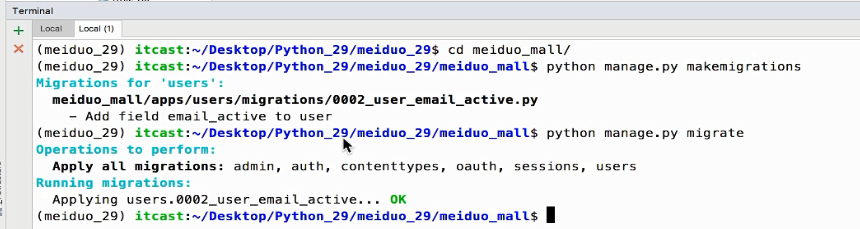 Terminal
Local Local (1)
(meiduo_29) itcast:~/Desktop/Python_29/meiduo_29$ cd meiduo_mall/
(meiduo_29) itcast:~/Desktop/Python_29/meiduo_29/meiduo_mall$ python manage.py makemigrations
Migrations for 'users':
meiduo_mall/apps/users/migrations/0002_user_email_active.py
- Add field email_active to user
(meiduo_29) itcast:~/Desktop/Python_29/meiduo_29/meiduo_mall$ python manage.py migrate
Operations to perform:
Apply all migrations: admin, auth, contenttypes, oauth, sessions, users
Running migrations:
Applying users.0002_user_email_active... OK
(meiduo_29) itcast:~/Desktop/Python_29/meiduo_29/meiduo_mall$